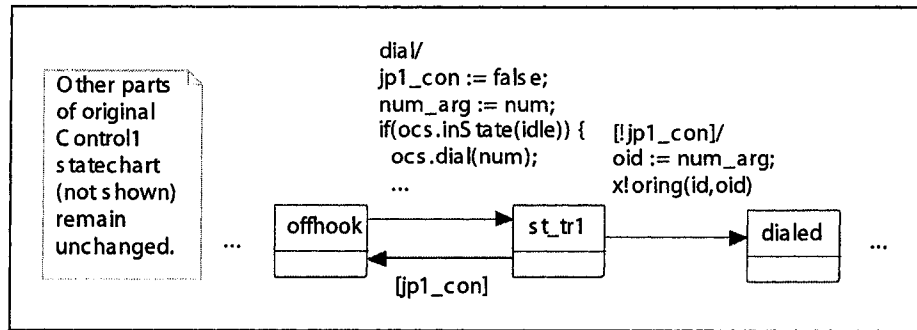 Other parts
of original
Control1
statechart
(not shown)
remain
unchanged.
...
dial/
jp1_con := false;
num_arg := num;
if(ocs.inState(idle)) {
ocs.dial(num);
...
[!jp1_con]/
oid := num_arg;
x!oring(id,oid)
offhook
st_tr1
dialed
...
[jp1_con]